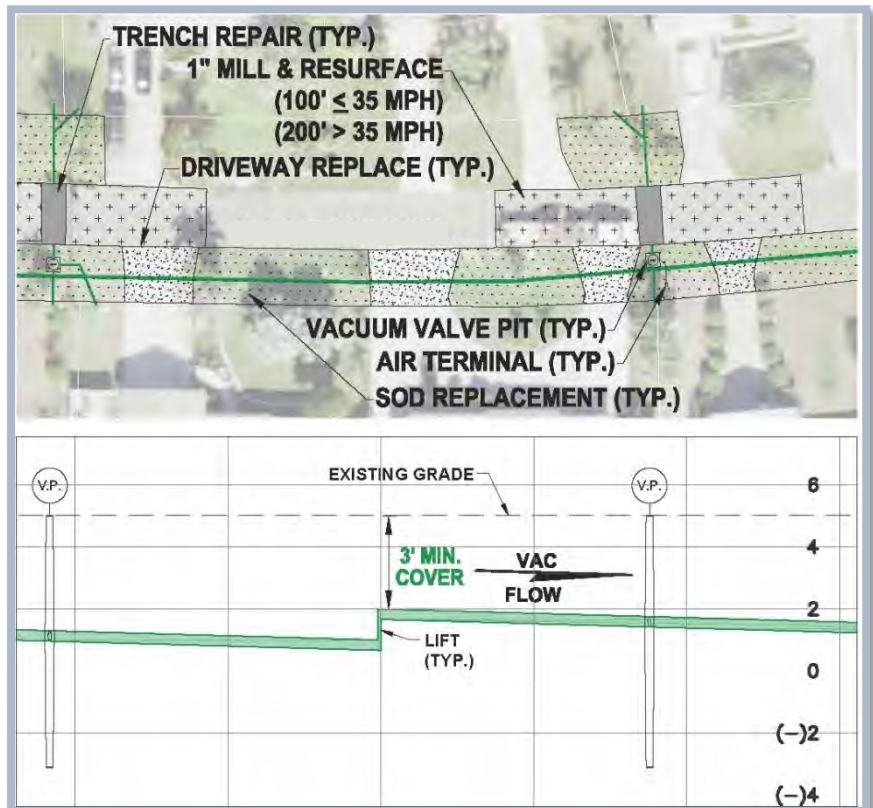 TRENCH REPAIR (TYP.)
1" MILL & RESURFACE
(100' ≤ 35 MPH)
(200' > 35 MPH)
DRIVEWAY REPLACE (TYP.)
VACUUM VALVE PIT (TYP.)
AIR TERMINAL (TYP.)
SOD REPLACEMENT (TYP.)
V.P.
EXISTING GRADE
V.P.
6
4
3' MIN.
COVER
VAC
FLOW
2
LIFT
(TYP.)
0
(−)2
(−)4